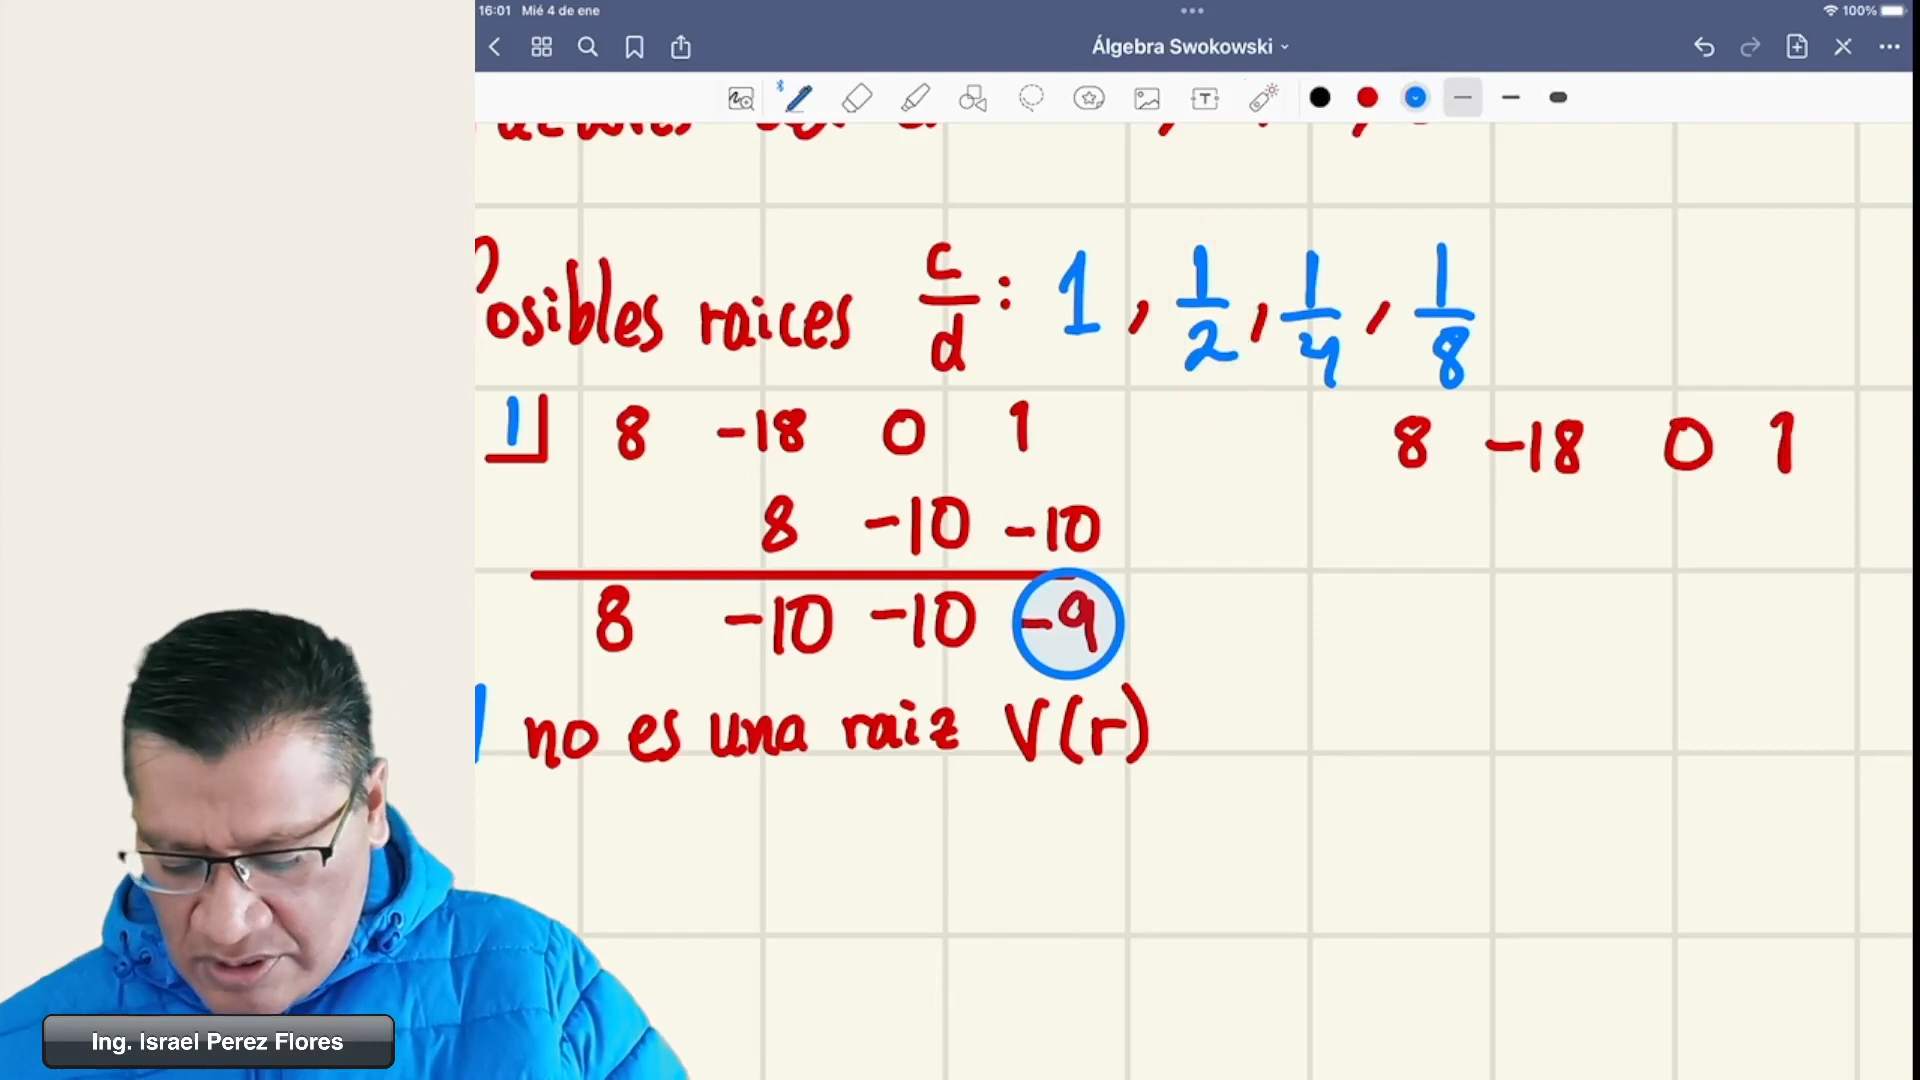 16:01 Mié 4 de ene
100%
Álgebra Swokowski
Posibles raices c/d : 1 , 1/2 , 1/4 , 1/8
1 8 -18 0 1
8 -10 -10
8 -10 -10 -9
8 -18 0 1
1 no es una raiz V(r)
Ing. Israel Perez Flores